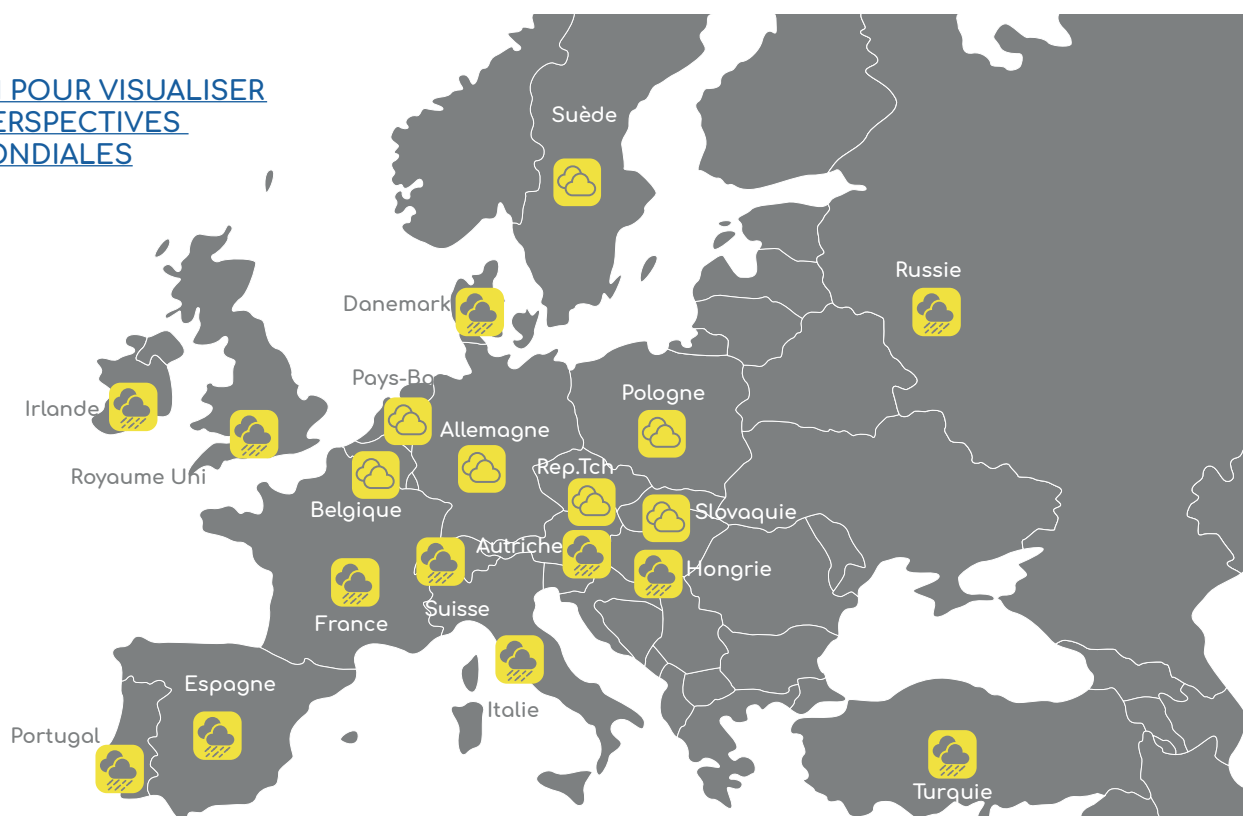 POUR VISUALISER
ERSPECTIVES
ONDIALES
Suède
Russie
Danemark
Pays-Ba
Pologne
Irlande
Allemagne
Rep.Tch
Royaume Uni
Belgique
Slovaquie
Autriche
Hongrie
Suisse
France
Espagne
Italie
Portugal
Turquie